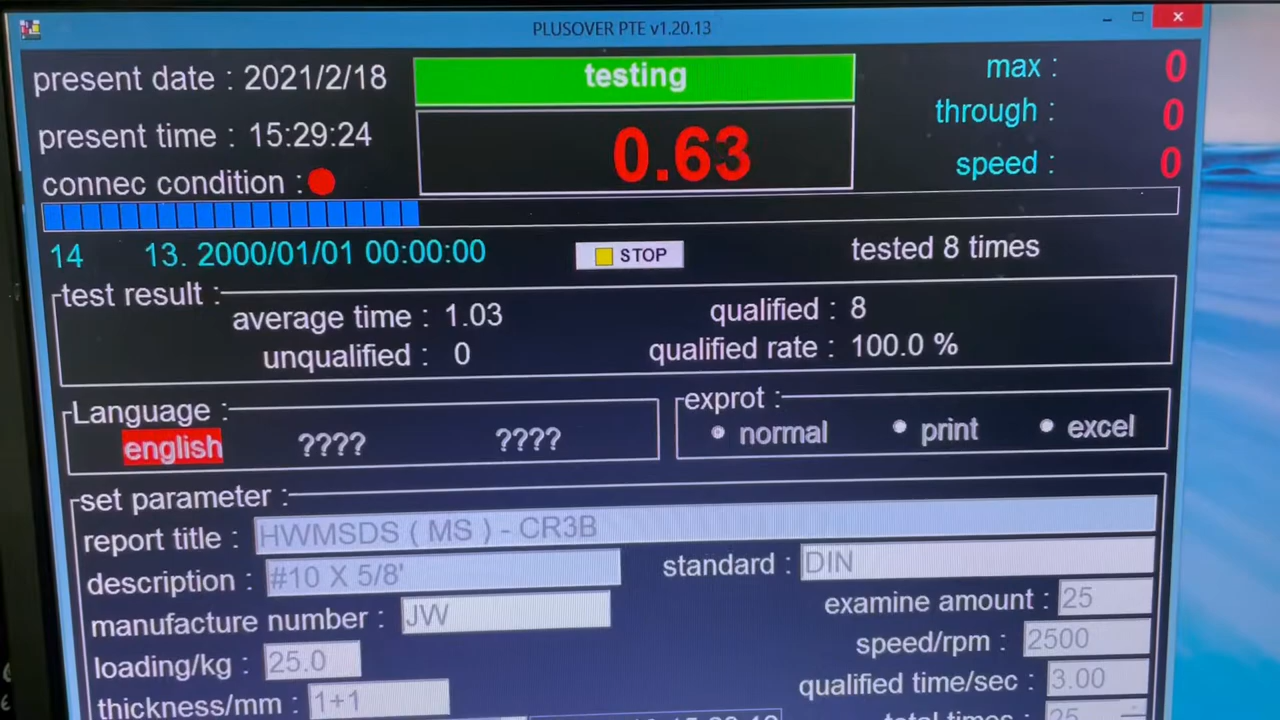 PLUSOVER PTE v1.20.13
present date : 2021/2/18
testing
max : 0
present time : 15:29:24
0.63
through : 0
connec condition :
speed : 0
14 13. 2000/01/01 00:00:00
STOP
tested 8 times
test result :
average time : 1.03
qualified : 8
unqualified : 0
qualified rate : 100.0 %
Language :
english ???? ????
exprot :
normal print excel
set parameter :
report title : HWMSDS ( MS ) - CR3B
description : #10 X 5/8'
standard : DIN
manufacture number : JW
examine amount : 25
loading/kg : 25.0
speed/rpm : 2500
thickness/mm : 1+1
qualified time/sec : 3.00
total times : 25